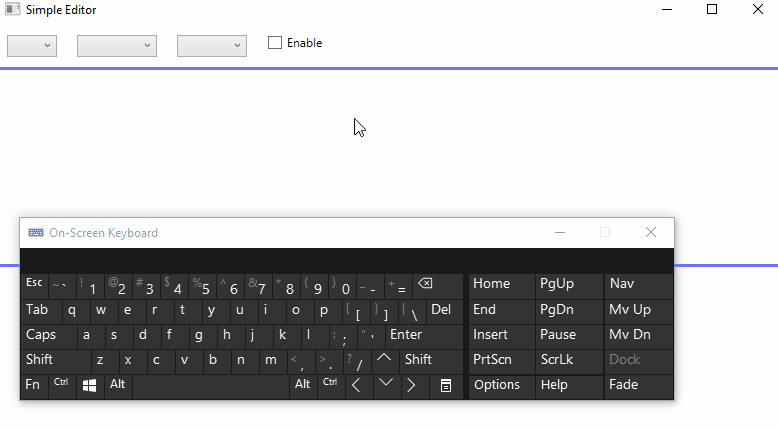 Simple Editor
Enable
On-Screen Keyboard
Esc ~ ` ! 1 @ 2 # 3 $ 4 % 5 ^ 6 & 7 * 8 ( 9 ) 0 _ - + = Home PgUp Nav
Tab q w e r t y u i o p { [ } ] | \ Del End PgDn Mv Up
Caps a s d f g h j k l : ; " ' Enter Insert Pause Mv Dn
Shift z x c v b n m < , > . ? / Shift PrtScn ScrLk Dock
Fn Ctrl Alt Alt Ctrl Options Help Fade